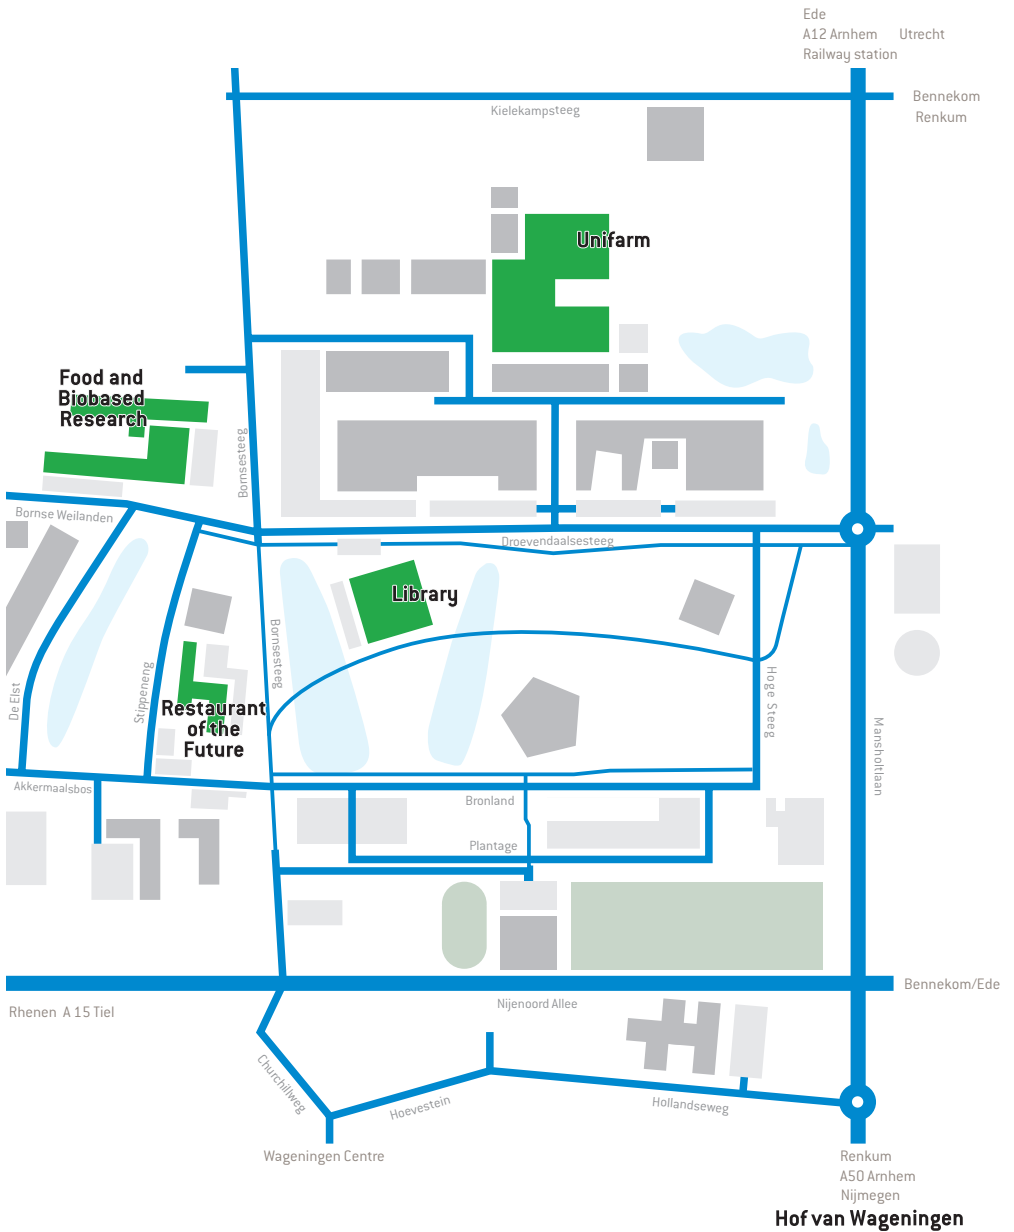 Ede
A12 Arnhem Utrecht
Railway station
Bennekom
Renkum
Kielekampsteeg
Unifarm
Food and
Biobased
Research
Bornsesteeg
Bornse Weilanden
Droevendaalsesteeg
Library
Bornsesteeg
De Elst
Stippeneng
Hoge Steeg
Mansholtlaan
Restaurant
of the
Future
Akkermaalsbos
Bronland
Plantage
Bennekom/Ede
Nijenoord Allee
Rhenen A 15 Tiel
Churchillweg
Hoevestein
Hollandseweg
Wageningen Centre
Renkum
A50 Arnhem
Nijmegen
Hof van Wageningen